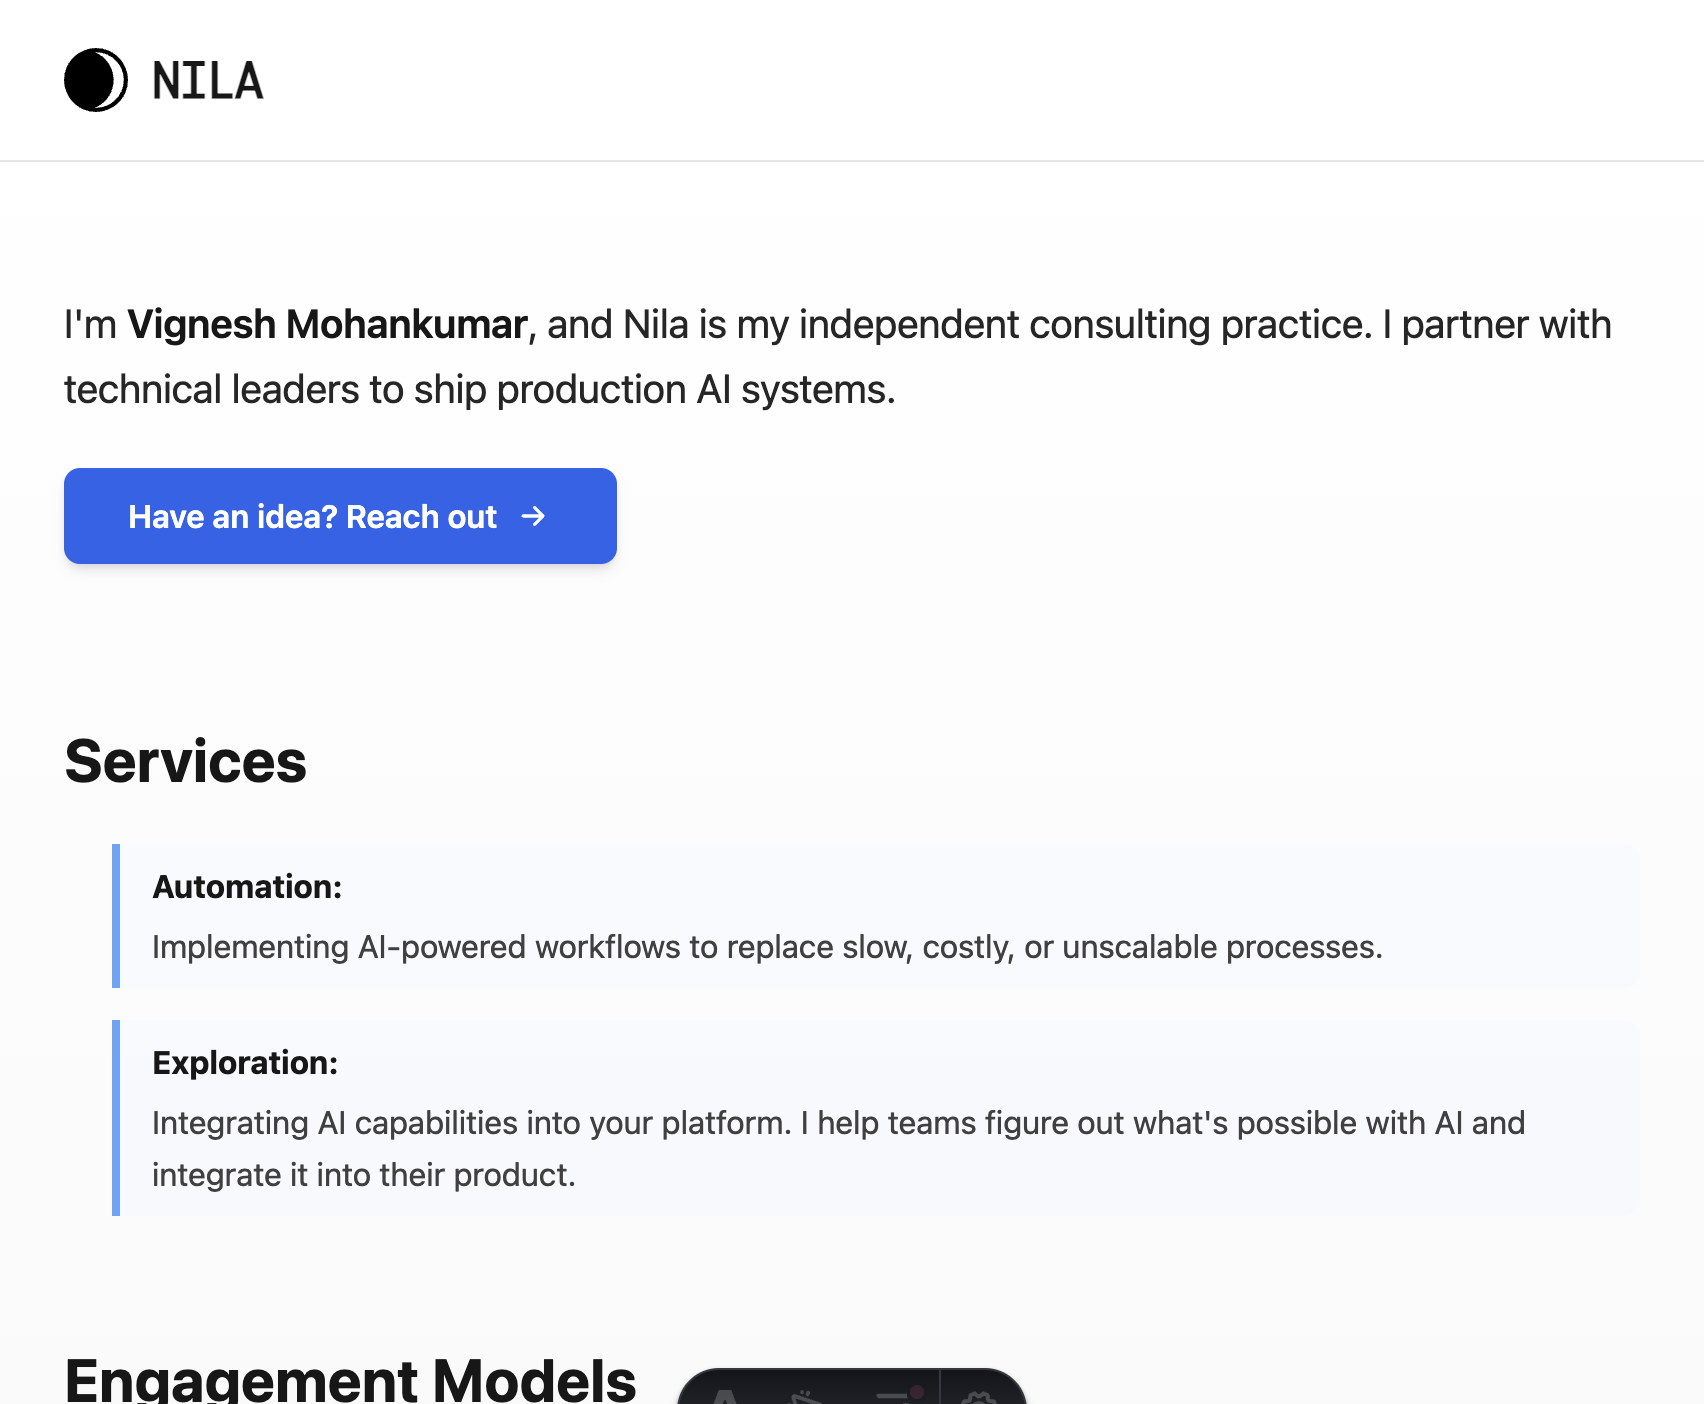 NILA
I'm Vignesh Mohankumar, and Nila is my independent consulting practice. I partner with
technical leaders to ship production AI systems.
Have an idea? Reach out →
Services
Automation:
Implementing AI-powered workflows to replace slow, costly, or unscalable processes.
Exploration:
Integrating AI capabilities into your platform. I help teams figure out what's possible with AI and
integrate it into their product.
Engagement Models